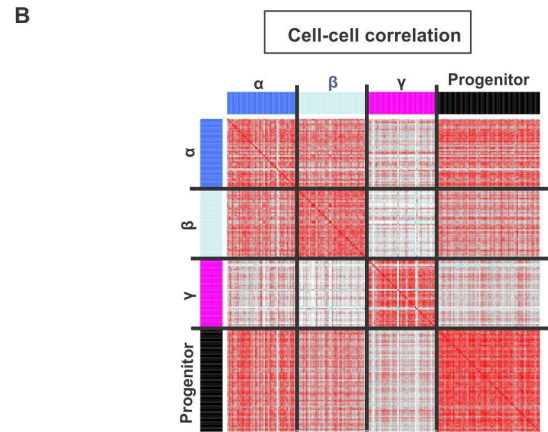 B
Cell-cell correlation
α β γ Progenitor
α
β
γ
Progenitor